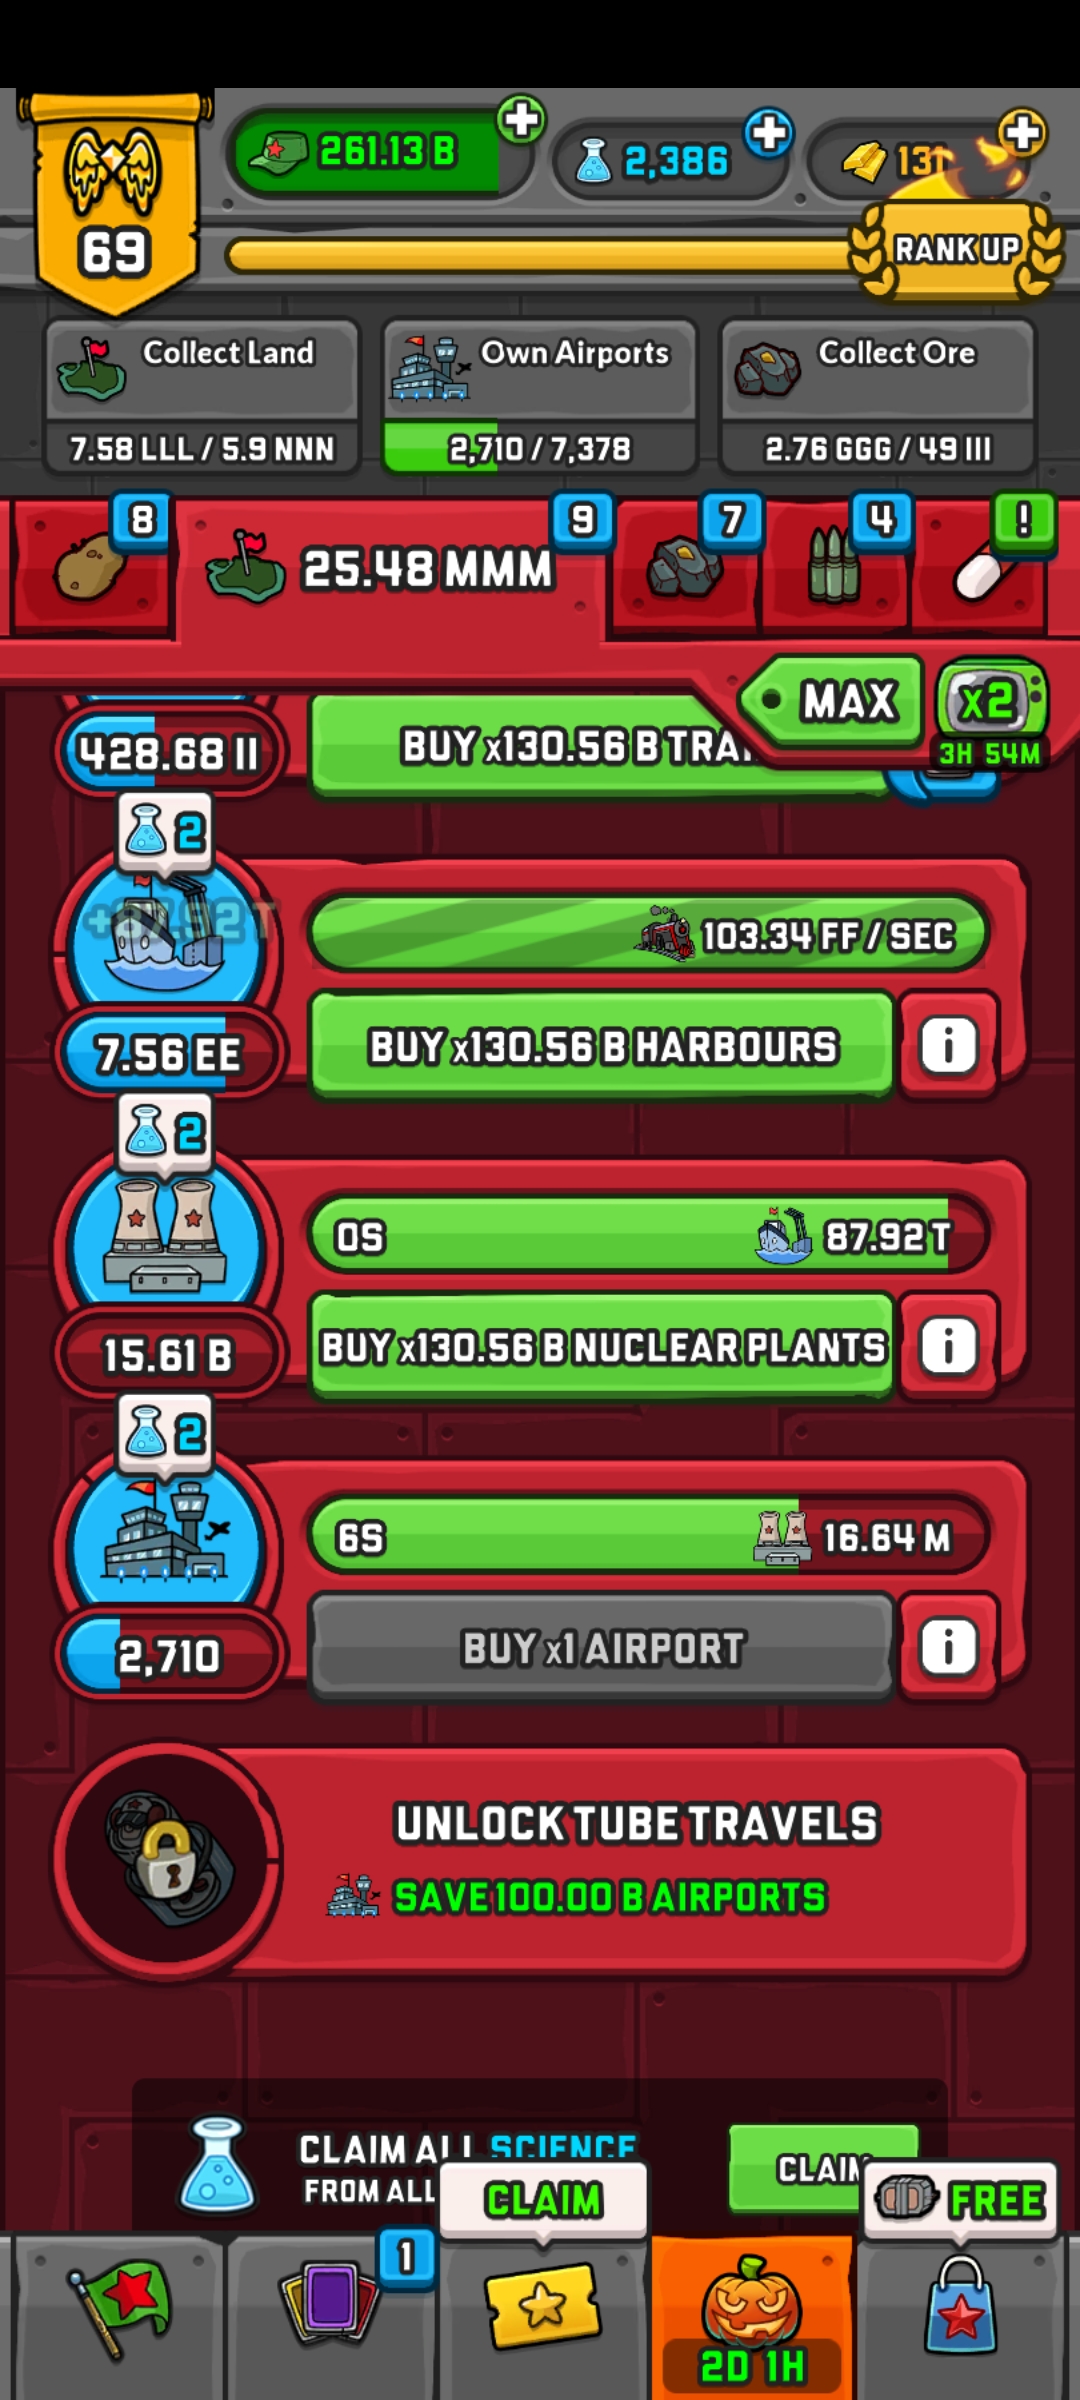 69
261.13 B
2,386
RANK UP
Collect Land
7.58 LLL / 5.9 NNN
Own Airports
2,710 / 7,378
Collect Ore
2.76 GGG / 49 III
8
25.48 MMM
9
7
4
!
MAX
x2
3H 54M
428.68 II
BUY x130.56 B
2
103.34 FF / SEC
7.56 EE
BUY x130.56 B HARBOURS
i
2
0S
87.92 T
15.61 B
BUY x130.56 B NUCLEAR PLANTS
i
2
6S
16.64 M
2,710
BUY x1 AIRPORT
i
UNLOCK TUBE TRAVELS
SAVE 100.00 B AIRPORTS
CLAIM ALL SCIENCE
FROM ALL
CLAIM
CLAIM
FREE
1
2D 1H